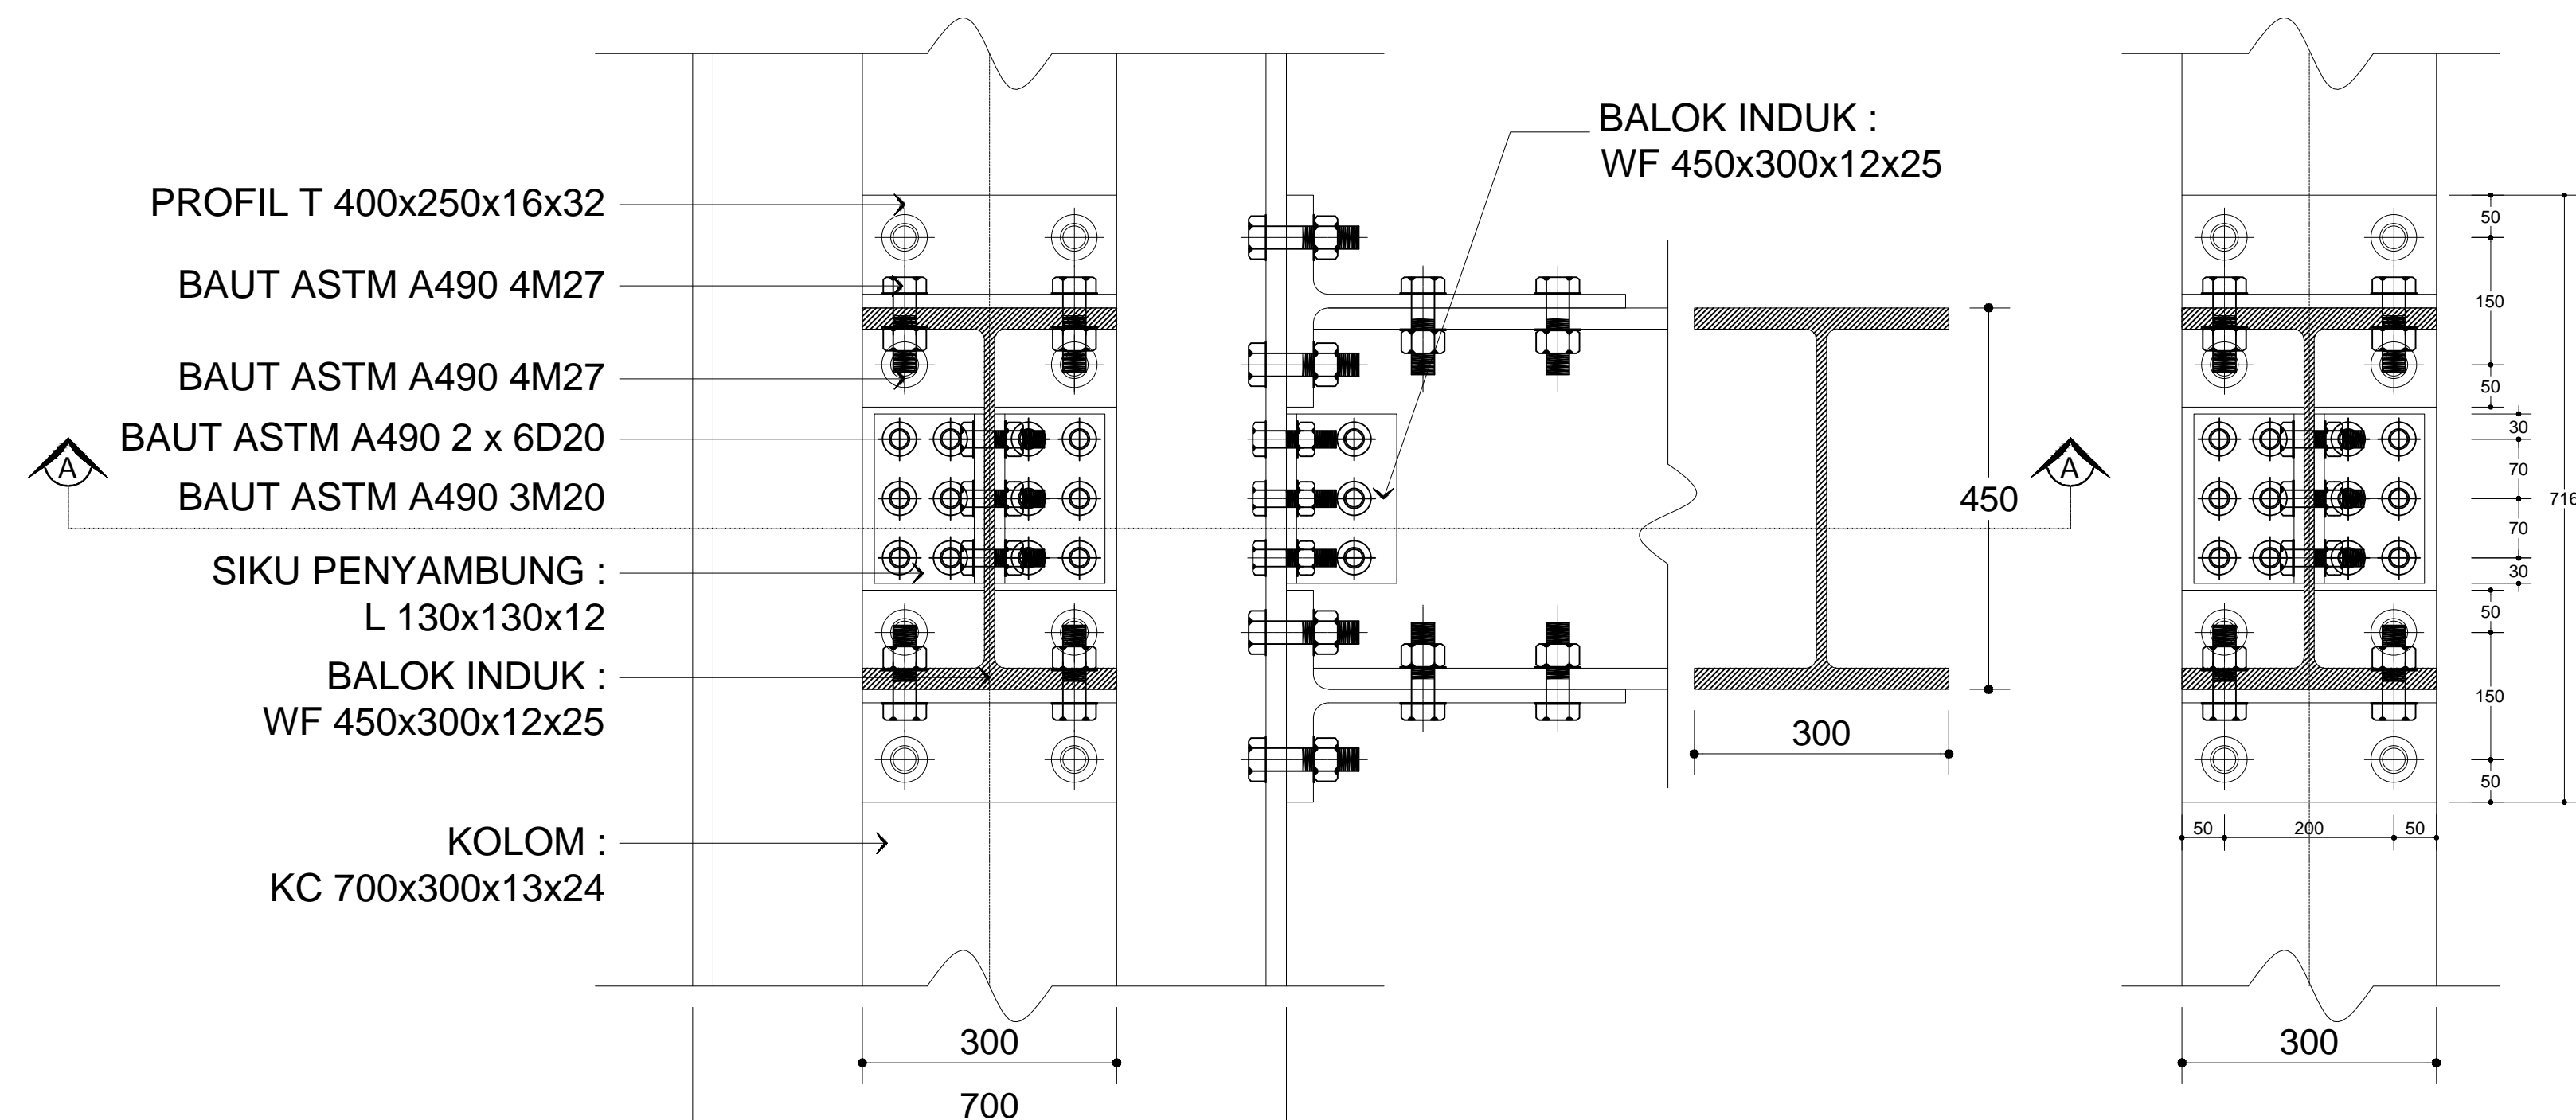 BALOK INDUK :
WF 450x300x12x25
PROFIL T 400x250x16x32
BAUT ASTM A490 4M27
BAUT ASTM A490 4M27
BAUT ASTM A490 2 x 6D20
BAUT ASTM A490 3M20
SIKU PENYAMBUNG :
L 130x130x12
BALOK INDUK :
WF 450x300x12x25
KOLOM :
KC 700x300x13x24
A
A
450
300
300
700
50
150
50
30
70
70
30
50
150
50
716
50
200
50
300